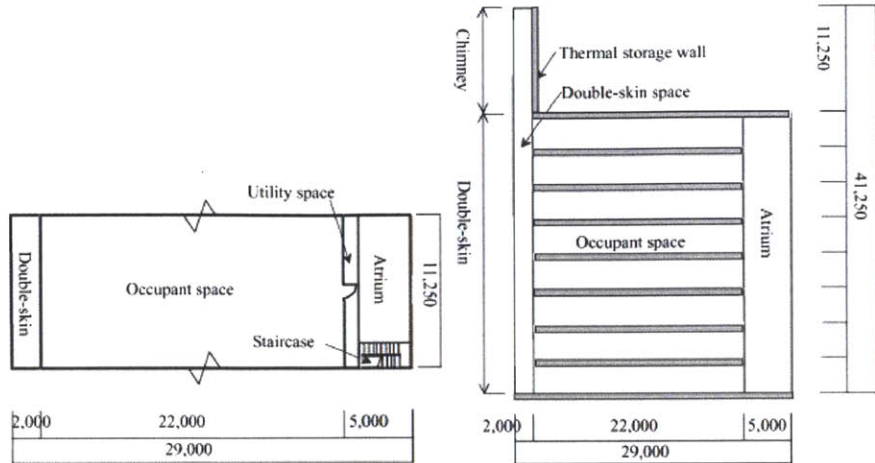 Utility space
Double-skin
Occupant space
Atrium
Staircase
11,250
2,000
22,000
5,000
29,000
Chimney
Thermal storage wall
Double-skin space
Double-skin
Occupant space
Atrium
11,250
41,250
2,000
22,000
5,000
29,000